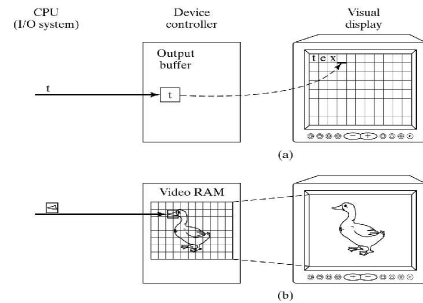 CPU
(I/O system)
Device
controller
Visual
display
Output
buffer
t
t
t e x
(a)
Video RAM
(b)